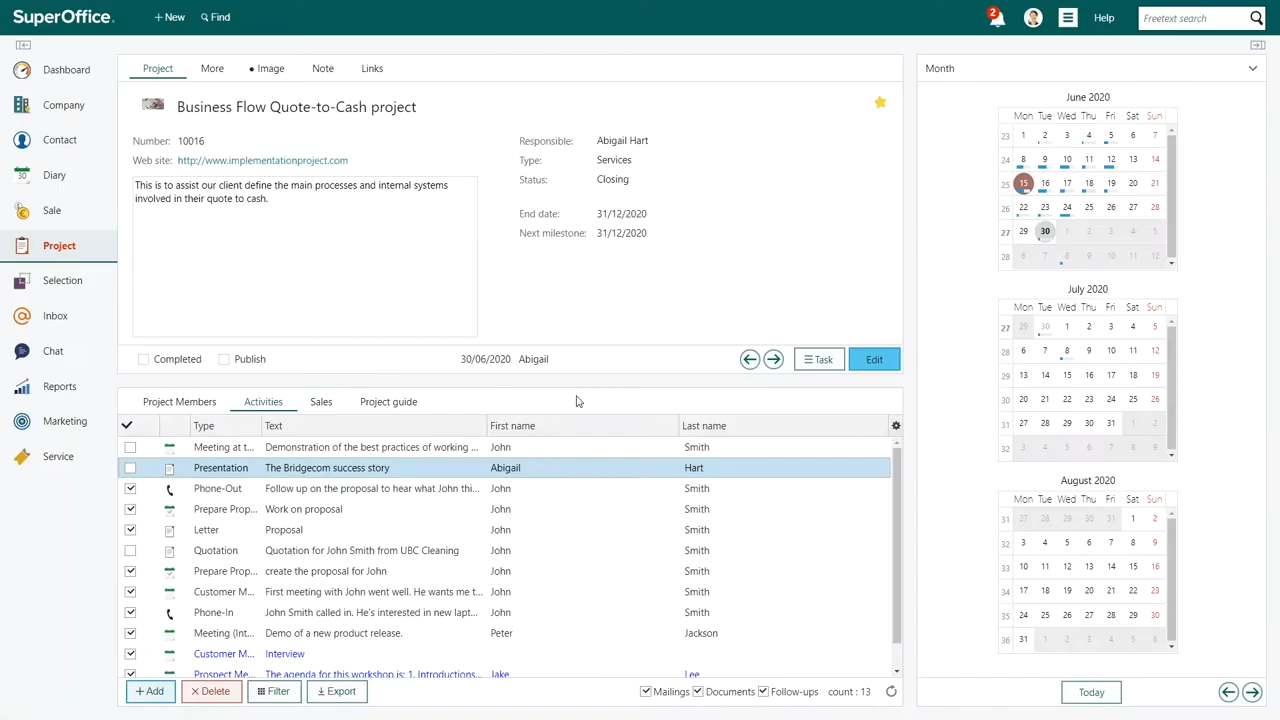 SuperOffice.
+ New
Find
2
Help
Freetext search
Dashboard
Company
Contact
30
Diary
Sale
Project
Selection
Inbox
Chat
Reports
Marketing
Service
Project
More
• Image
Note
Links
Business Flow Quote-to-Cash project
Number: 10016
Web site: http://www.implementationproject.com
This is to assist our client define the main processes and internal systems
involved in their quote to cash.
Responsible: Abigail Hart
Type: Services
Status: Closing
End date: 31/12/2020
Next milestone: 31/12/2020
Completed
Publish
30/06/2020 Abigail
Task
Edit
Project Members
Activities
Sales
Project guide
Type Text First name Last name
Meeting at t... Demonstration of the best practices of working ... John Smith
Presentation The Bridgecom success story Abigail Hart
Phone-Out Follow up on the proposal to hear what John thi... John Smith
Prepare Prop... Work on proposal John Smith
Letter Proposal John Smith
Quotation Quotation for John Smith from UBC Cleaning John Smith
Prepare Prop... create the proposal for John John Smith
Customer M... First meeting with John went well. He wants me t... John Smith
Phone-In John Smith called in. He's interested in new lapt... John Smith
Meeting (Int... Demo of a new product release. Peter Jackson
Customer M... Interview
Prospect Me... The agenda for this workshop is: 1. Introductions... Jake Lee
+ Add
Delete
Filter
Export
Mailings
Documents
Follow-ups
count : 13
Month
June 2020
Mon Tue Wed Thu Fri Sat Sun
23 1 2 3 4 5 6 7
24 8 9 10 11 12 13 14
25 15 16 17 18 19 20 21
26 22 23 24 25 26 27 28
27 29 30 1 2 3 4 5
28 6 7 8 9 10 11 12
July 2020
Mon Tue Wed Thu Fri Sat Sun
27 29 30 1 2 3 4 5
28 6 7 8 9 10 11 12
29 13 14 15 16 17 18 19
30 20 21 22 23 24 25 26
31 27 28 29 30 31 1 2
32 3 4 5 6 7 8 9
August 2020
Mon Tue Wed Thu Fri Sat Sun
31 27 28 29 30 31 1 2
32 3 4 5 6 7 8 9
33 10 11 12 13 14 15 16
34 17 18 19 20 21 22 23
35 24 25 26 27 28 29 30
36 31 1 2 3 4 5 6
Today